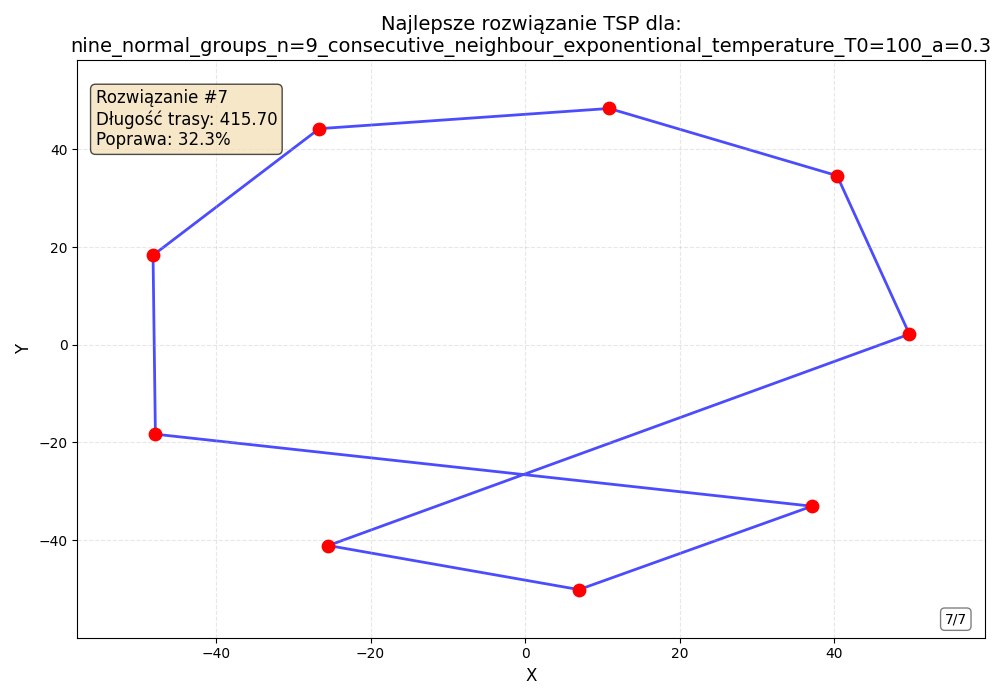 Najlepsze rozwiązanie TSP dla:
nine_normal_groups_n=9_consecutive_neighbour_exponentional_temperature_T0=100_a=0.3
Rozwiązanie #7
Długość trasy: 415.70
Poprawa: 32.3%
40
20
0
−20
−40
Y
7/7
−40
−20
0
20
40
X